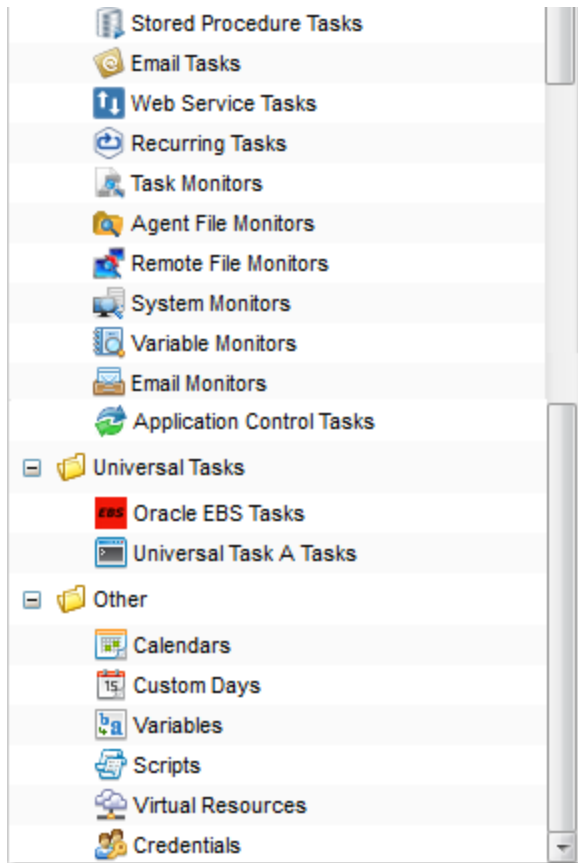 Stored Procedure Tasks
Email Tasks
Web Service Tasks
Recurring Tasks
Task Monitors
Agent File Monitors
Remote File Monitors
System Monitors
Variable Monitors
Email Monitors
Application Control Tasks
Universal Tasks
EBS Oracle EBS Tasks
Universal Task A Tasks
Other
Calendars
15 Custom Days
b a Variables
Scripts
Virtual Resources
Credentials